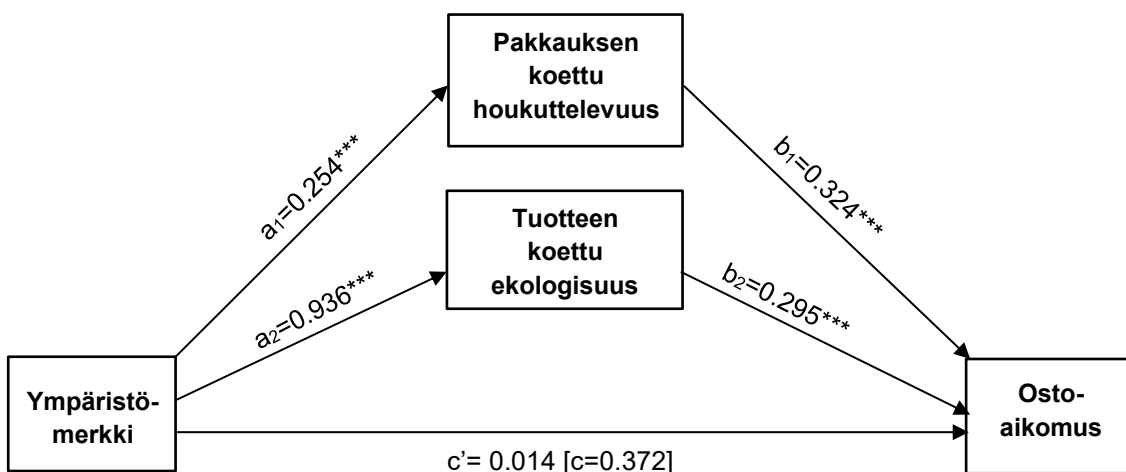 Pakkauksen
koettu
houkuttelevuus
a₁=0.254***
b₁=0.324***
Tuotteen
koettu
ekologisuus
a₂=0.936***
b₂=0.295***
Ympäristö-
merkki
Osto-
aikomus
c’= 0.014 [c=0.372]